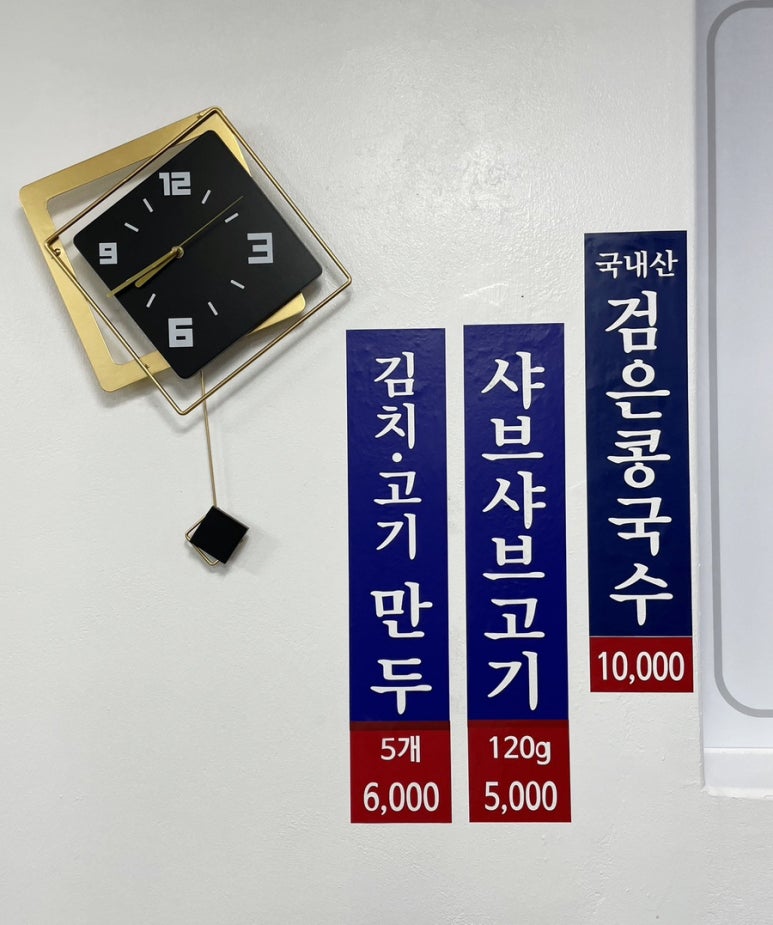 12
3
6
9
김치·고기 만두
5개
6,000
샤브샤브고기
120g
5,000
국내산
검은콩국수
10,000